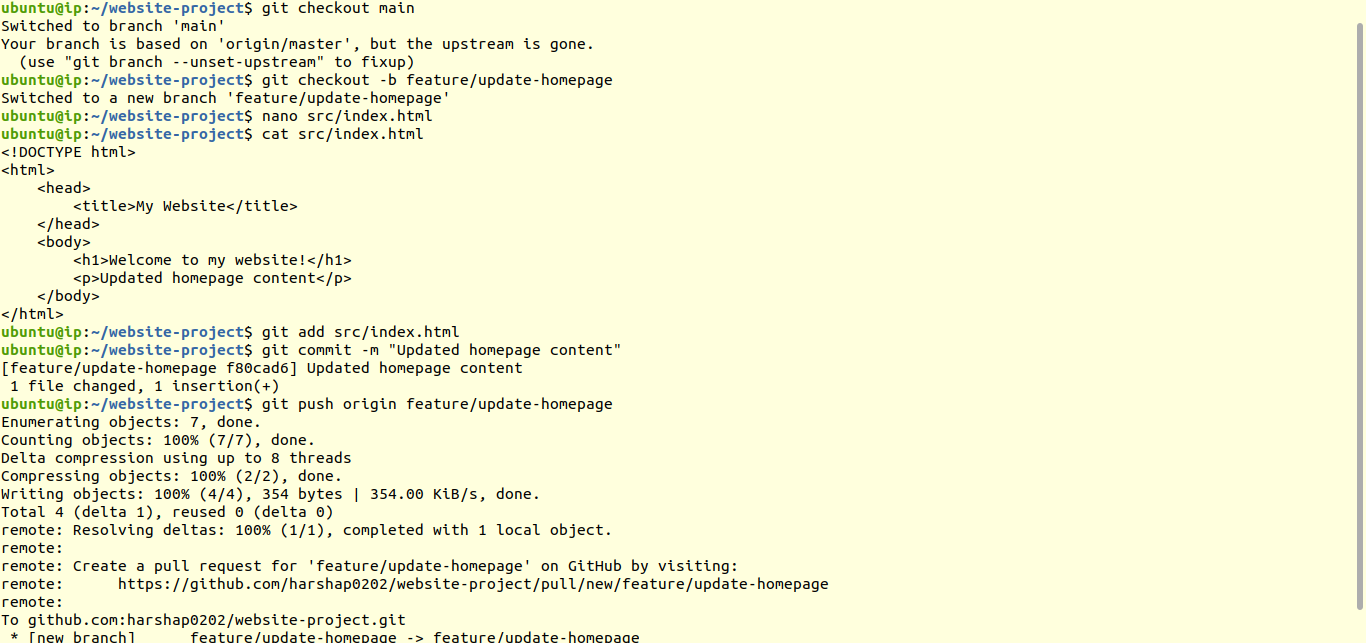 ubuntu@ip:~/website-project$ git checkout main
Switched to branch 'main'
Your branch is based on 'origin/master', but the upstream is gone.
  (use "git branch --unset-upstream" to fixup)
ubuntu@ip:~/website-project$ git checkout -b feature/update-homepage
Switched to a new branch 'feature/update-homepage'
ubuntu@ip:~/website-project$ nano src/index.html
ubuntu@ip:~/website-project$ cat src/index.html
<!DOCTYPE html>
<html>
    <head>
        <title>My Website</title>
    </head>
    <body>
        <h1>Welcome to my website!</h1>
        <p>Updated homepage content</p>
    </body>
</html>
ubuntu@ip:~/website-project$ git add src/index.html
ubuntu@ip:~/website-project$ git commit -m "Updated homepage content"
[feature/update-homepage f80cad6] Updated homepage content
 1 file changed, 1 insertion(+)
ubuntu@ip:~/website-project$ git push origin feature/update-homepage
Enumerating objects: 7, done.
Counting objects: 100% (7/7), done.
Delta compression using up to 8 threads
Compressing objects: 100% (2/2), done.
Writing objects: 100% (4/4), 354 bytes | 354.00 KiB/s, done.
Total 4 (delta 1), reused 0 (delta 0)
remote: Resolving deltas: 100% (1/1), completed with 1 local object.
remote:
remote: Create a pull request for 'feature/update-homepage' on GitHub by visiting:
remote:      https://github.com/harshap0202/website-project/pull/new/feature/update-homepage
remote:
To github.com:harshap0202/website-project.git
 * [new branch]      feature/update-homepage -> feature/update-homepage